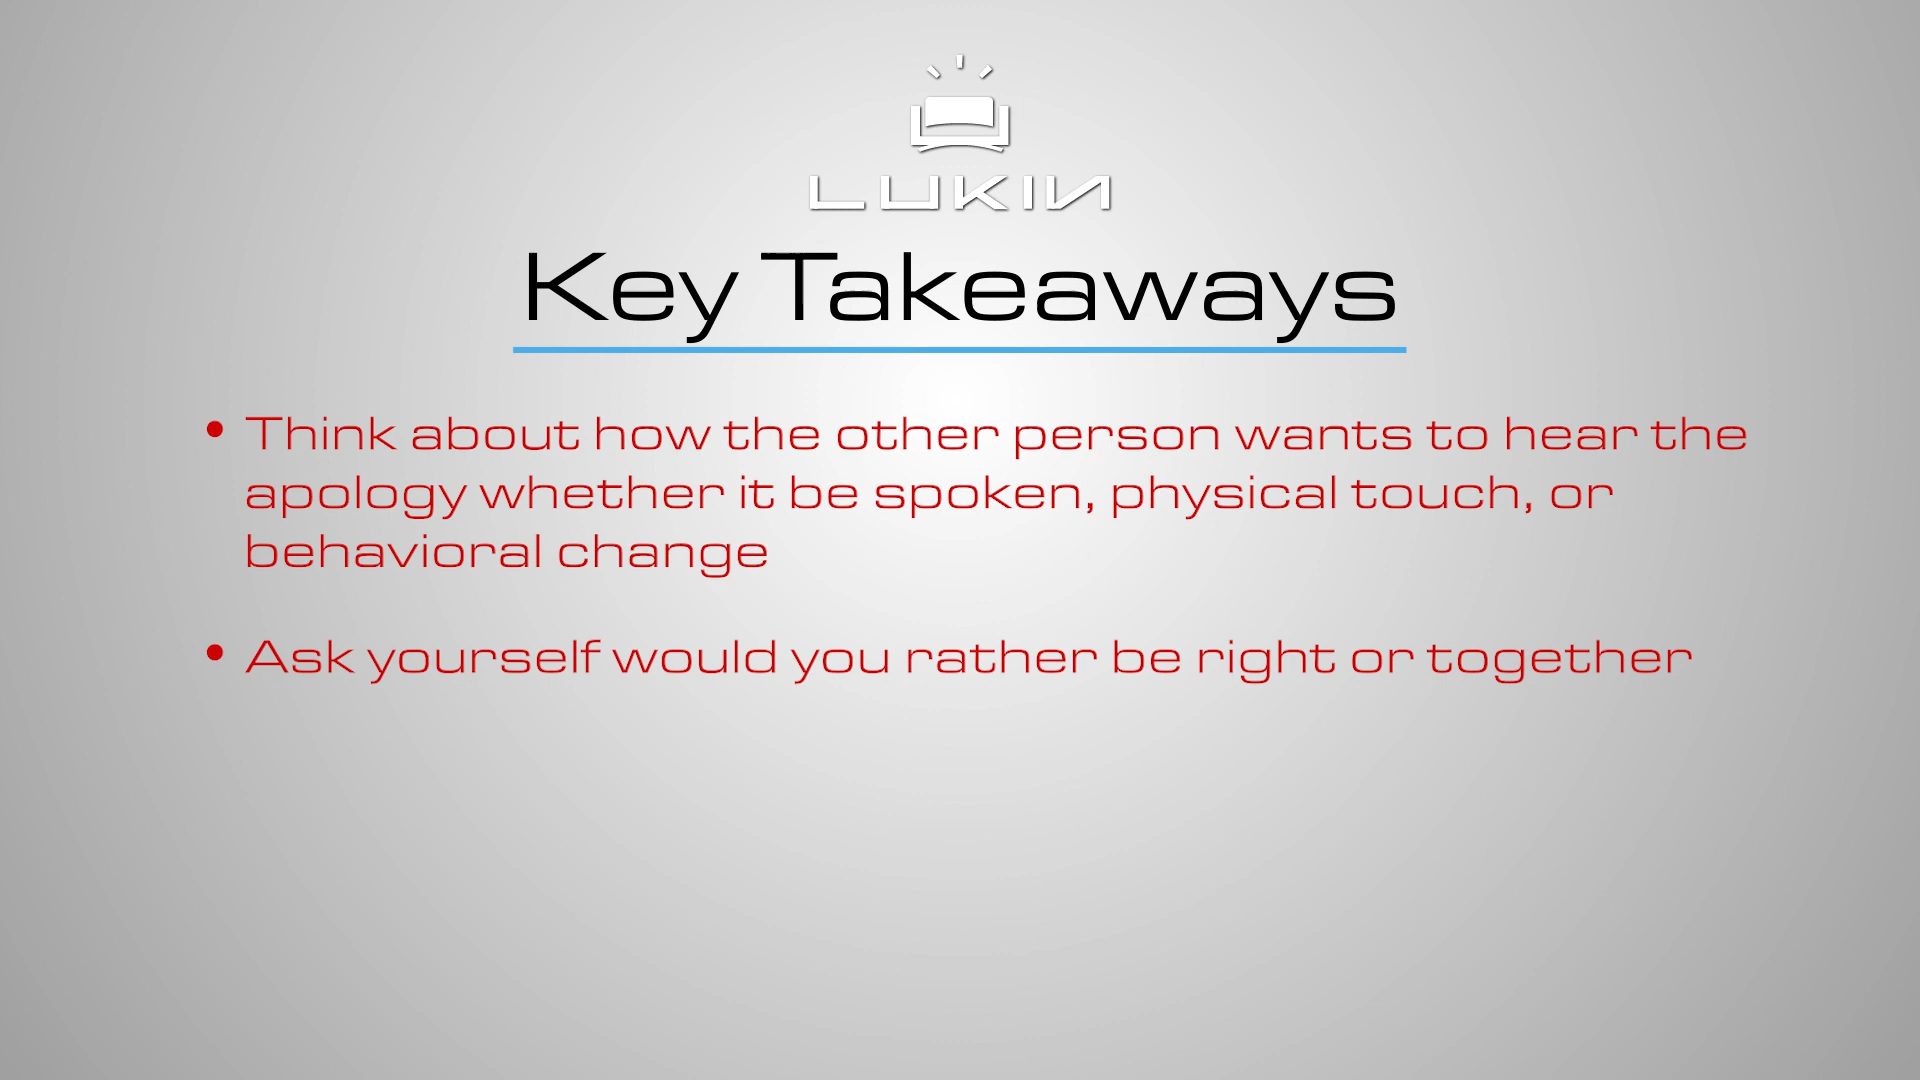 LUKIN
Key Takeaways
• Think about how the other person wants to hear the
apology whether it be spoken, physical touch, or
behavioral change
• Ask yourself would you rather be right or together